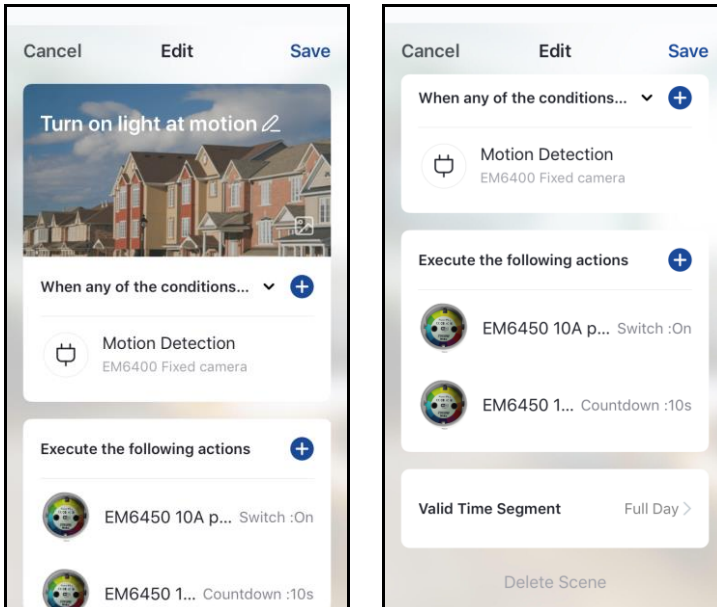 Cancel Edit Save
Turn on light at motion
When any of the conditions...
Motion Detection
EM6400 Fixed camera
Execute the following actions
EM6450 10A p... Switch :On
EM6450 1... Countdown :10s
Cancel Edit Save
When any of the conditions...
Motion Detection
EM6400 Fixed camera
Execute the following actions
EM6450 10A p... Switch :On
EM6450 1... Countdown :10s
Valid Time Segment Full Day
Delete Scene